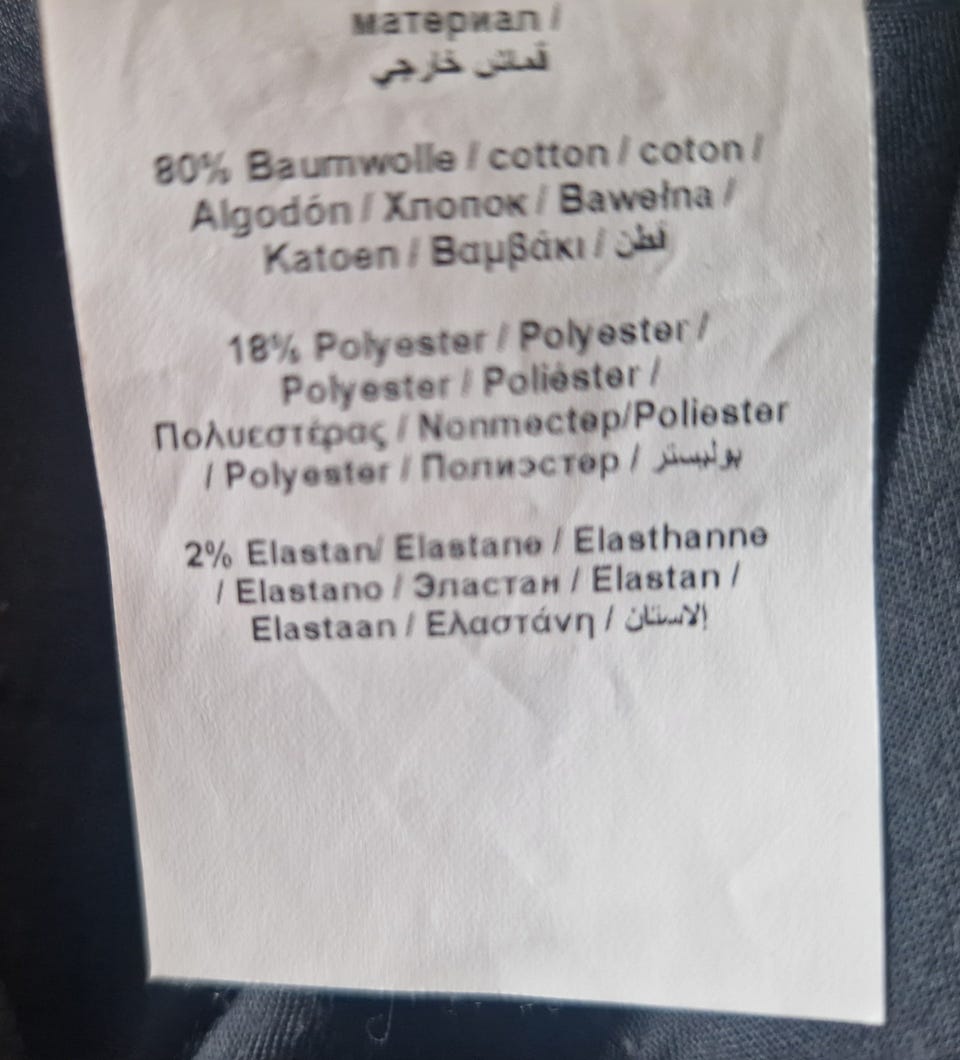 материал /
قماش خارجي
80% Baumwolle / cotton / coton /
Algodón / Хлопок / Bawełna /
Katoen / Βαμβάκι / قطن
18% Polyester / Polyester /
Polyester / Poliéster /
Πολυεστέρας / Nonmectep/Poliester
/ Polyester / Полиэстер / بوليستر
2% Elastan/ Elastane / Elasthanne
/ Elastano / Эластан / Elastan /
Elastaan / Ελαστάνη / إلاستان